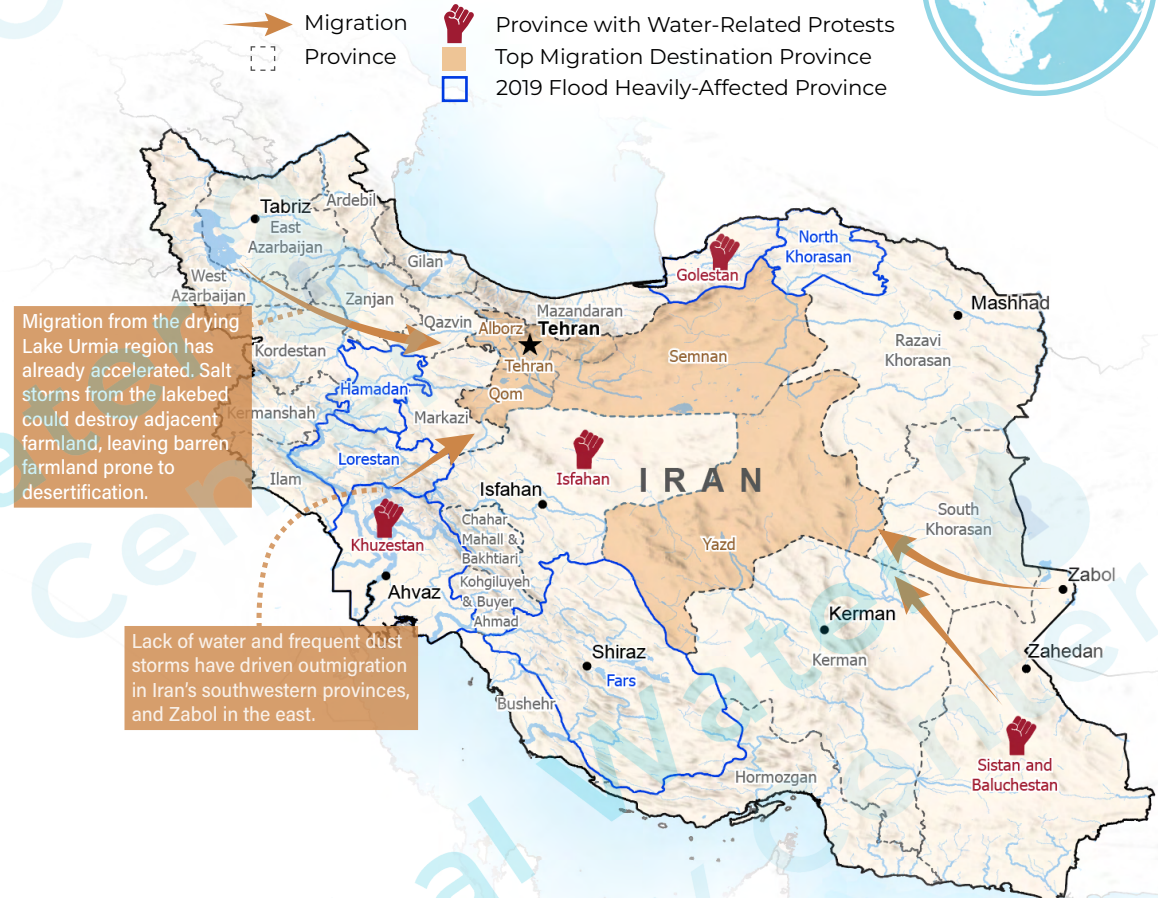 Migration
Province
Province with Water-Related Protests
Top Migration Destination Province
2019 Flood Heavily-Affected Province
Tabriz
Ardebil
East
Azarbaijan
Gilan
West
Azarbaijan
Zanjan
Qazvin
Alborz
Mazandaran
Tehran
Tehran
Qom
Golestan
North
Khorasan
Mashhad
Razavi
Khorasan
Semnan
Migration from the drying
Lake Urmia region has
already accelerated. Salt
storms from the lakebed
could destroy adjacent
farmland, leaving barren
farmland prone to
desertification.
Kordestan
Hamadan
Kermanshah
Markazi
Lorestan
Ilam
Isfahan
Isfahan
IRAN
South
Khorasan
Khuzestan
Chahar
Mahall &
Bakhtiari
Yazd
Ahvaz
Kohgiluyeh
& Buyer
Ahmad
Zabol
Kerman
Kerman
Zahedan
Lack of water and frequent dust
storms have driven outmigration
in Iran's southwestern provinces,
and Zabol in the east.
Shiraz
Fars
Bushehr
Hormozgan
Sistan and
Baluchestan